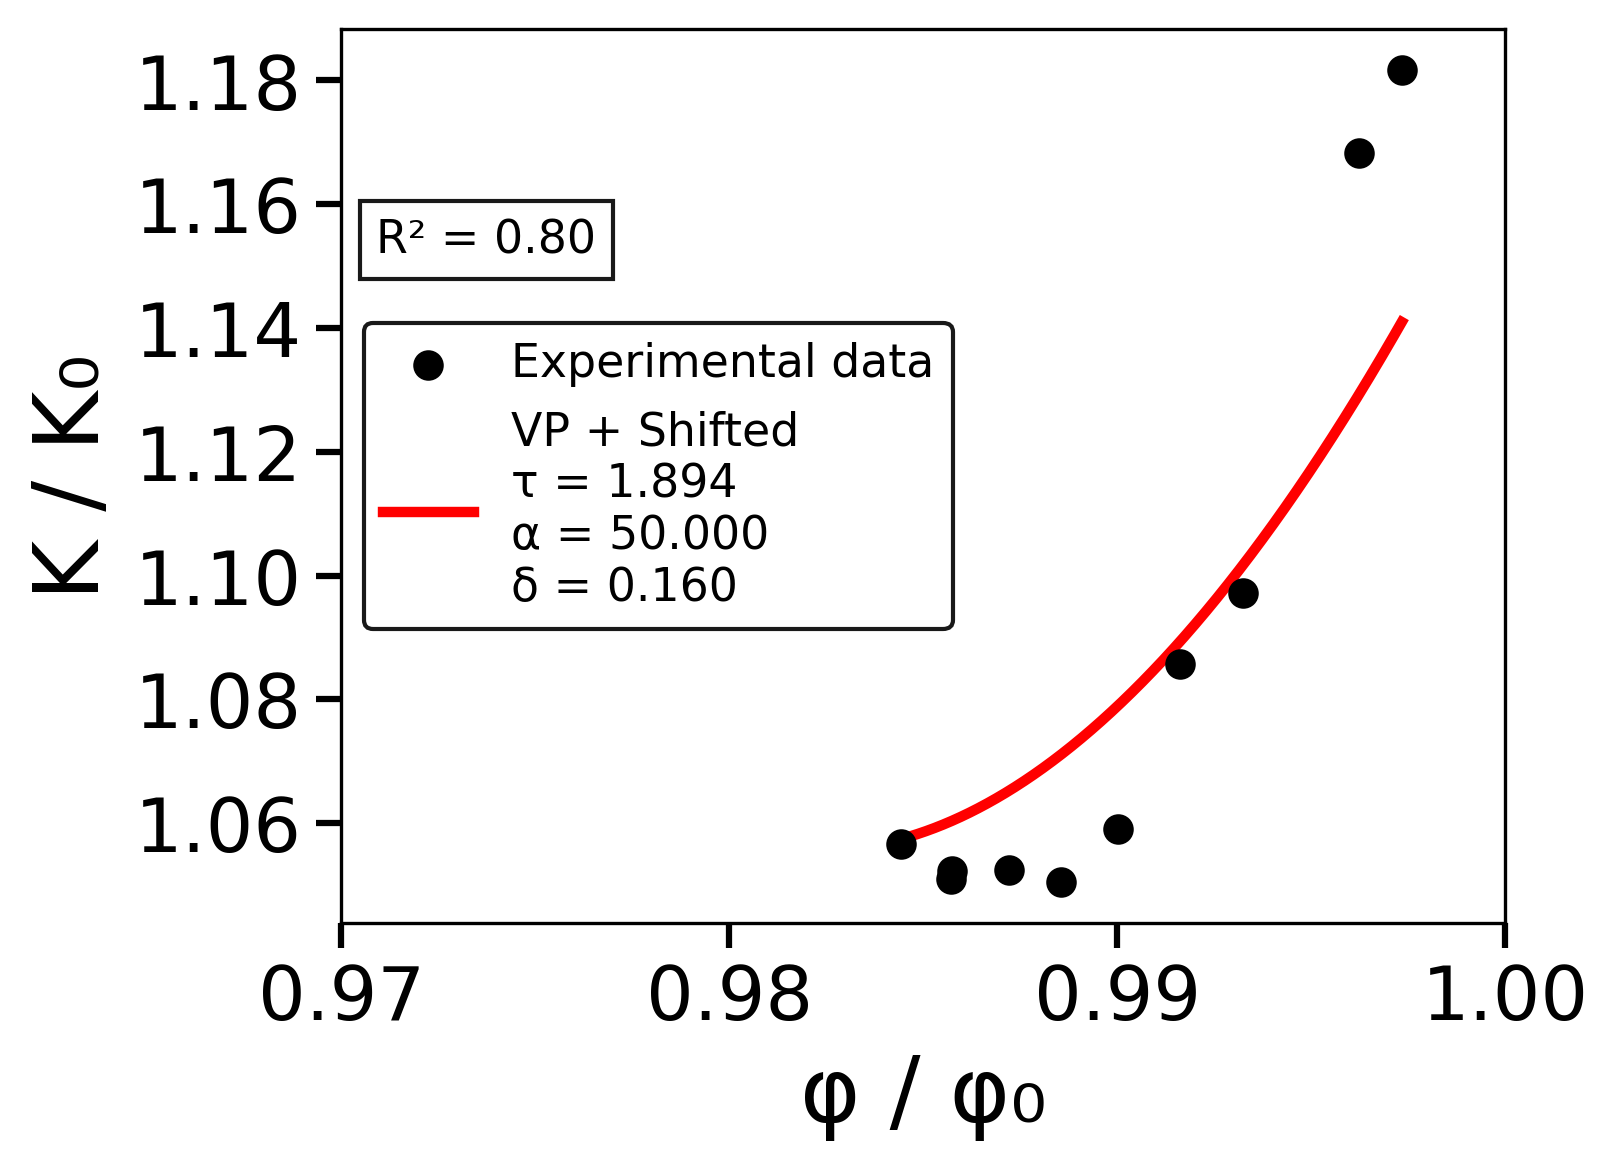 1.18
1.16
1.14
1.12
1.10
1.08
1.06
K / K₀
R² = 0.80
Experimental data
VP + Shifted
τ = 1.894
α = 50.000
δ = 0.160
0.97
0.98
0.99
1.00
φ / φ₀